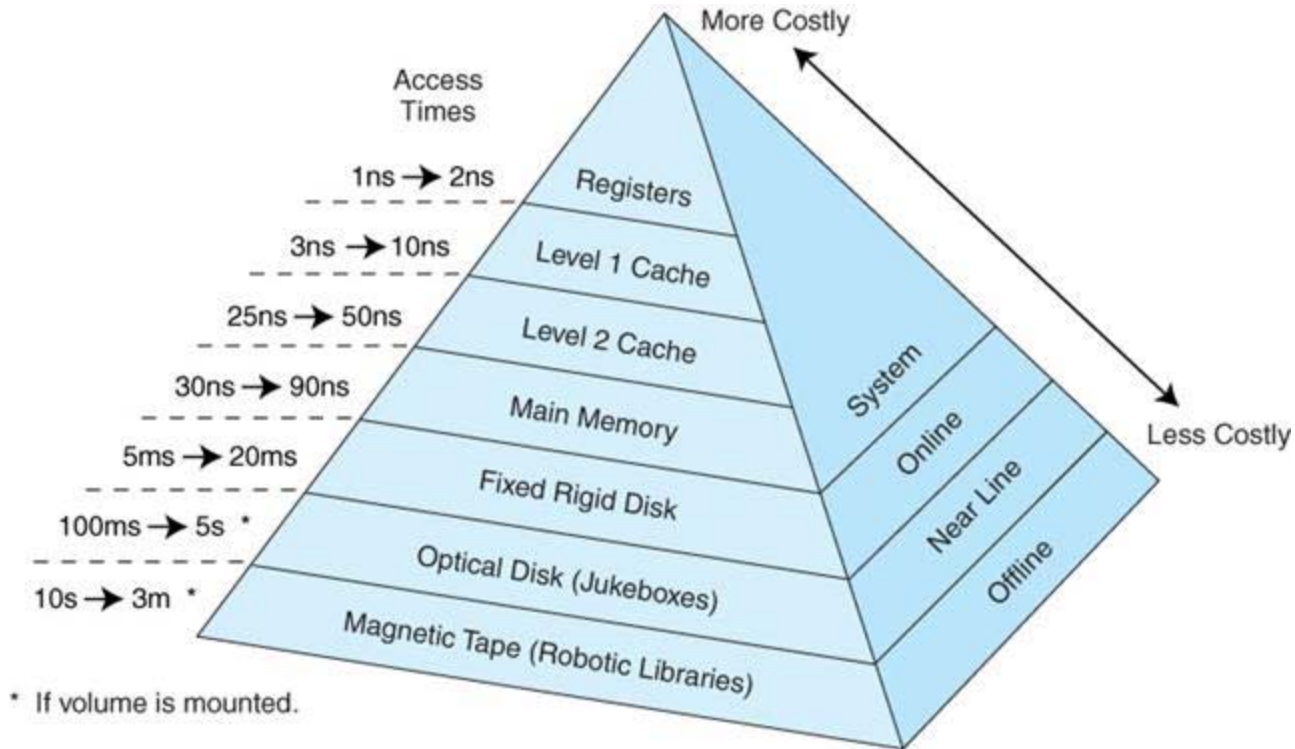 More Costly
Access
Times
1ns → 2ns
Registers
3ns → 10ns
Level 1 Cache
25ns → 50ns
Level 2 Cache
System
30ns → 90ns
Main Memory
Online
Less Costly
5ms → 20ms
Fixed Rigid Disk
Near Line
100ms → 5s *
Optical Disk (Jukeboxes)
Offline
10s → 3m *
Magnetic Tape (Robotic Libraries)
* If volume is mounted.